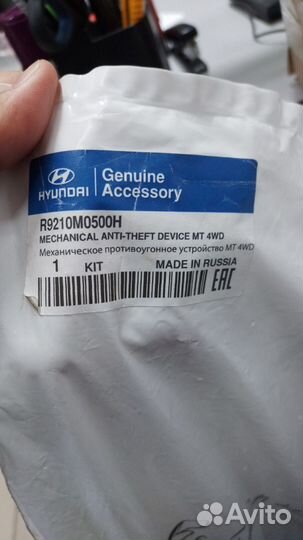 HYUNDAI
Genuine
Accessory
R9210M0500H
MECHANICAL ANTI-THEFT DEVICE MT 4WD
Механическое противоугонное устройство MT 4WD
1 KIT MADE IN RUSSIA
EAC
Avito